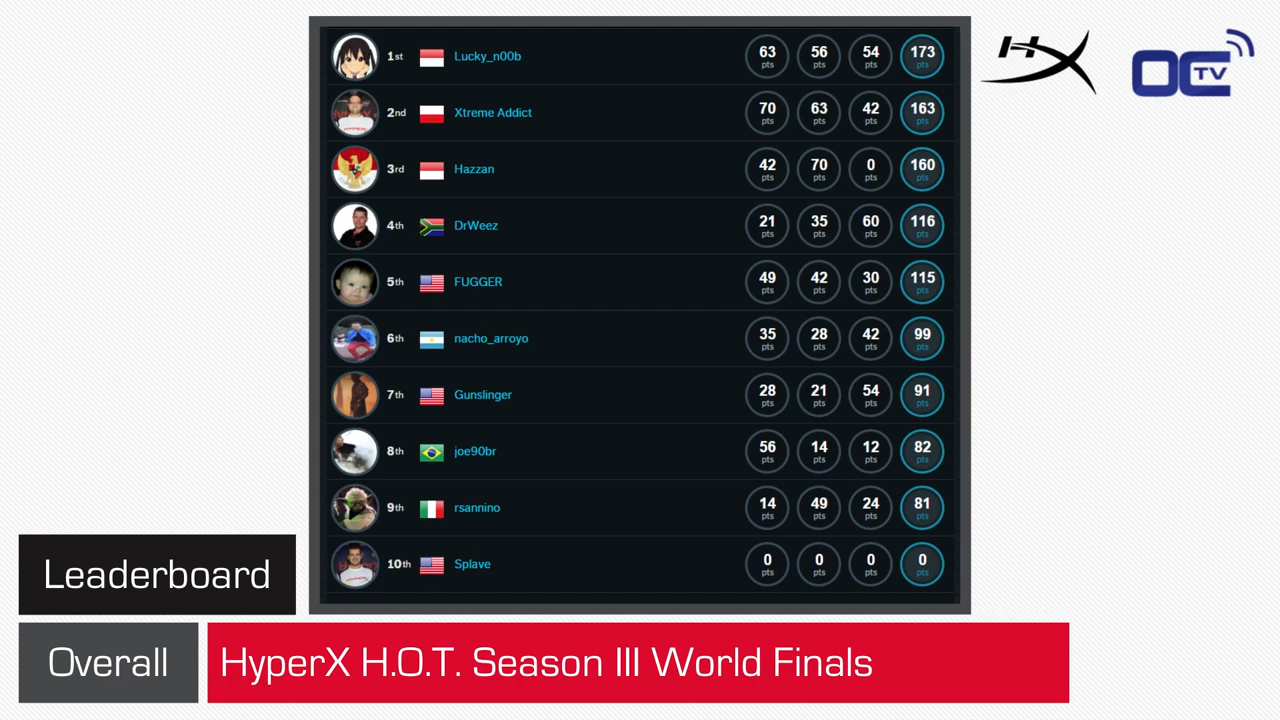 1st Lucky_n00b 63 pts 56 pts 54 pts 173 pts
2nd Xtreme Addict 70 pts 63 pts 42 pts 163 pts
3rd Hazzan 42 pts 70 pts 0 pts 160 pts
4th DrWeez 21 pts 35 pts 60 pts 116 pts
5th FUGGER 49 pts 42 pts 30 pts 115 pts
6th nacho_arroyo 35 pts 28 pts 42 pts 99 pts
7th Gunslinger 28 pts 21 pts 54 pts 91 pts
8th joe90br 56 pts 14 pts 12 pts 82 pts
9th rsannino 14 pts 49 pts 24 pts 81 pts
10th Splave 0 pts 0 pts 0 pts 0 pts
HX
OC TV
Leaderboard
Overall
HyperX H.O.T. Season III World Finals